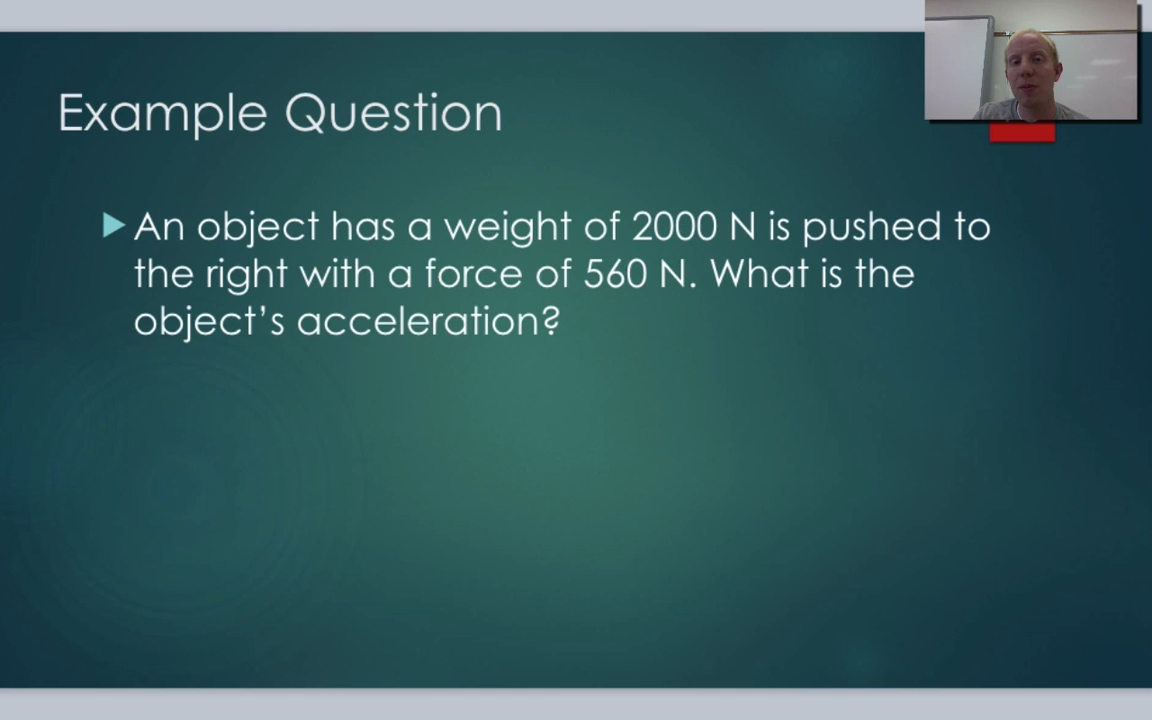 Example Question
An object has a weight of 2000 N is pushed to
the right with a force of 560 N. What is the
object’s acceleration?